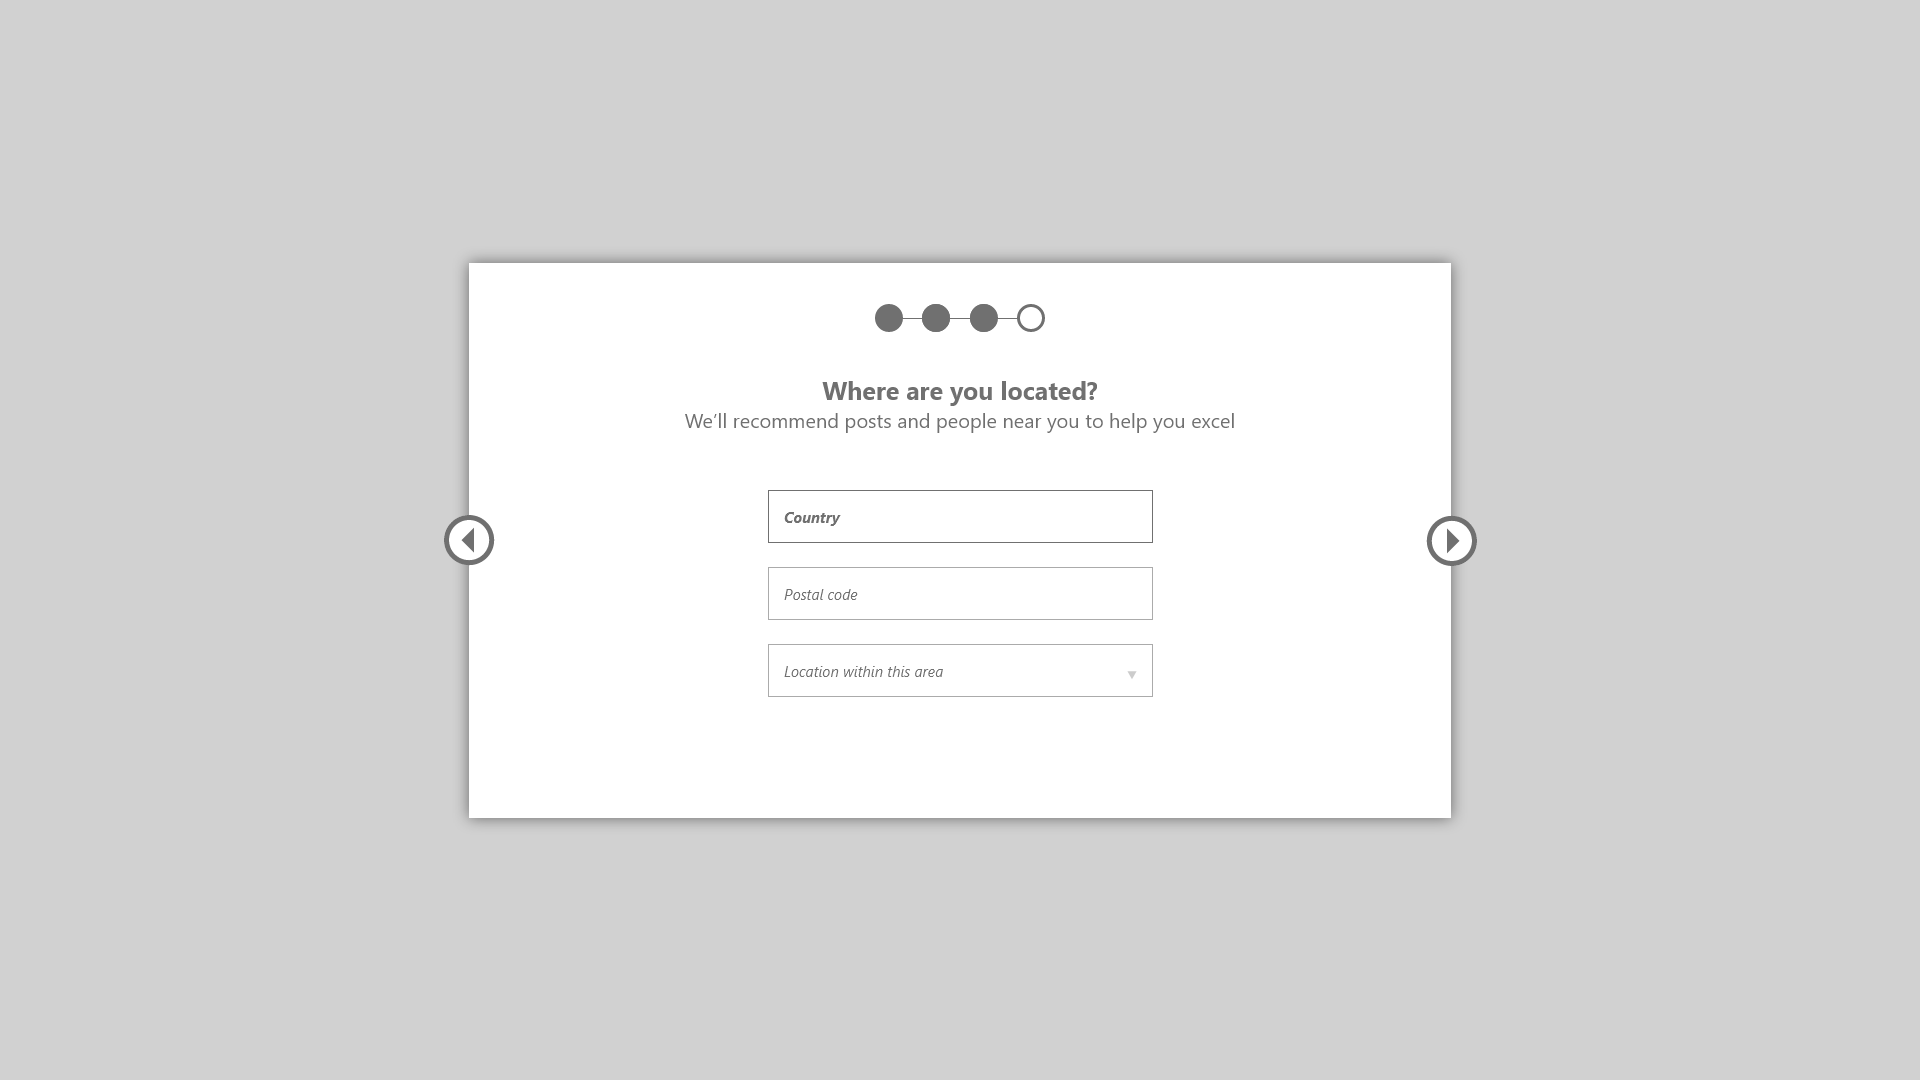 Where are you located?
We'll recommend posts and people near you to help you excel
Country
Postal code
Location within this area